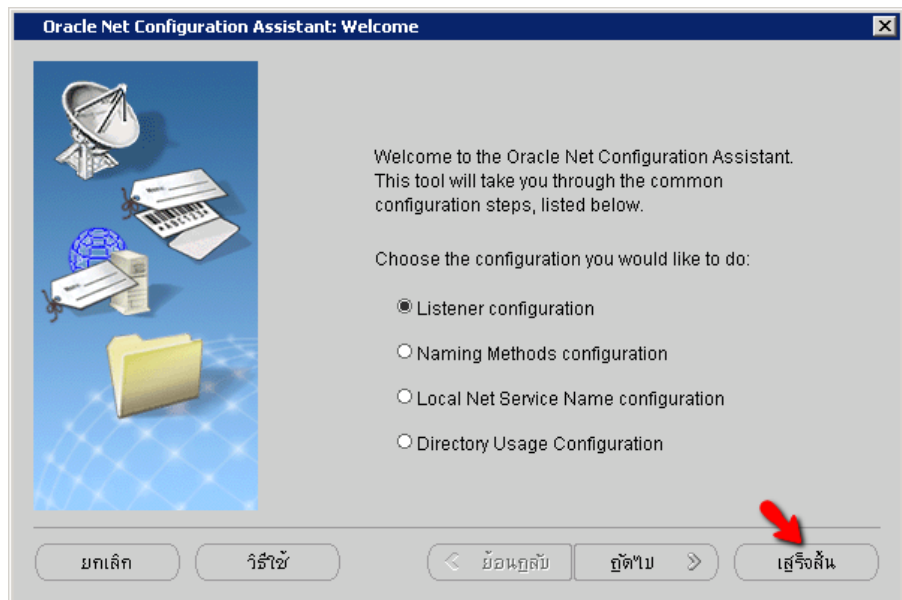 Oracle Net Configuration Assistant: Welcome
Welcome to the Oracle Net Configuration Assistant.
This tool will take you through the common
configuration steps, listed below.
Choose the configuration you would like to do:
Listener configuration
Naming Methods configuration
Local Net Service Name configuration
Directory Usage Configuration
ยกเลิก
วิธีใช้
ย้อนกลับ
ถัดไป
เสร็จสิ้น